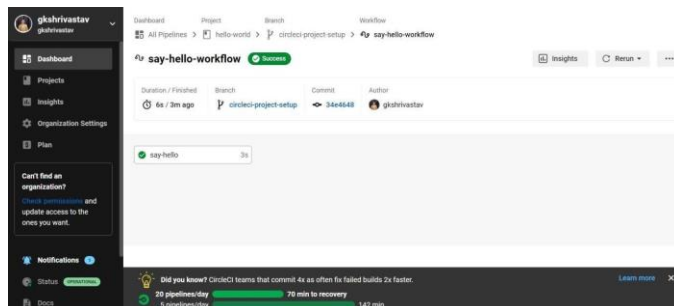 gkshrivastav
gkshrivastav
Dashboard
Projects
Insights
Organization Settings
Plan
Can't find an
organization?
Check permissions and
update access to the
ones you want.
Notifications
Status OPERATIONAL
Docs
Dashboard Project Branch Workflow
All Pipelines > hello-world > circleci-project-setup > say-hello-workflow
say-hello-workflow Success
Insights Rerun
Duration / Finished Branch Commit Author
6s / 3m ago circleci-project-setup 34e4648 gkshrivastav
say-hello 3s
Did you know? CircleCI teams that commit 4x as often fix failed builds 2x faster.
Learn more X
20 pipelines/day 70 min to recovery
5 pipelines/day 142 min